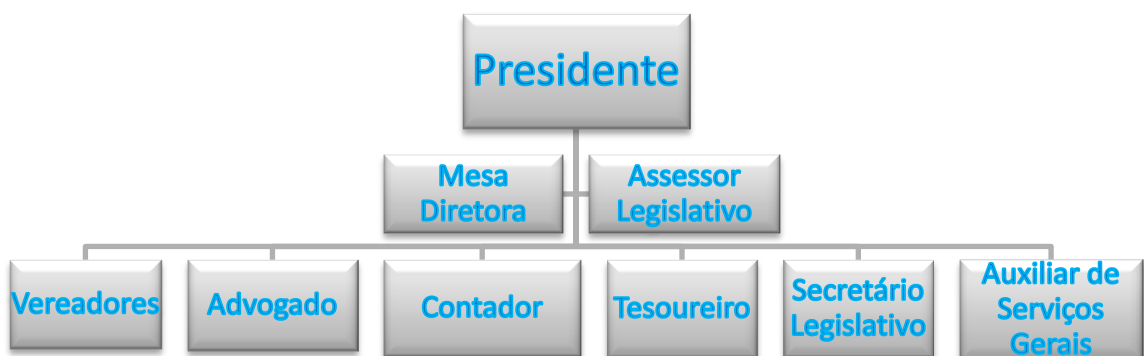 Presidente
Mesa
Diretora
Assessor
Legislativo
Vereadores
Advogado
Contador
Tesoureiro
Secretário
Legislativo
Auxiliar de
Serviços
Gerais